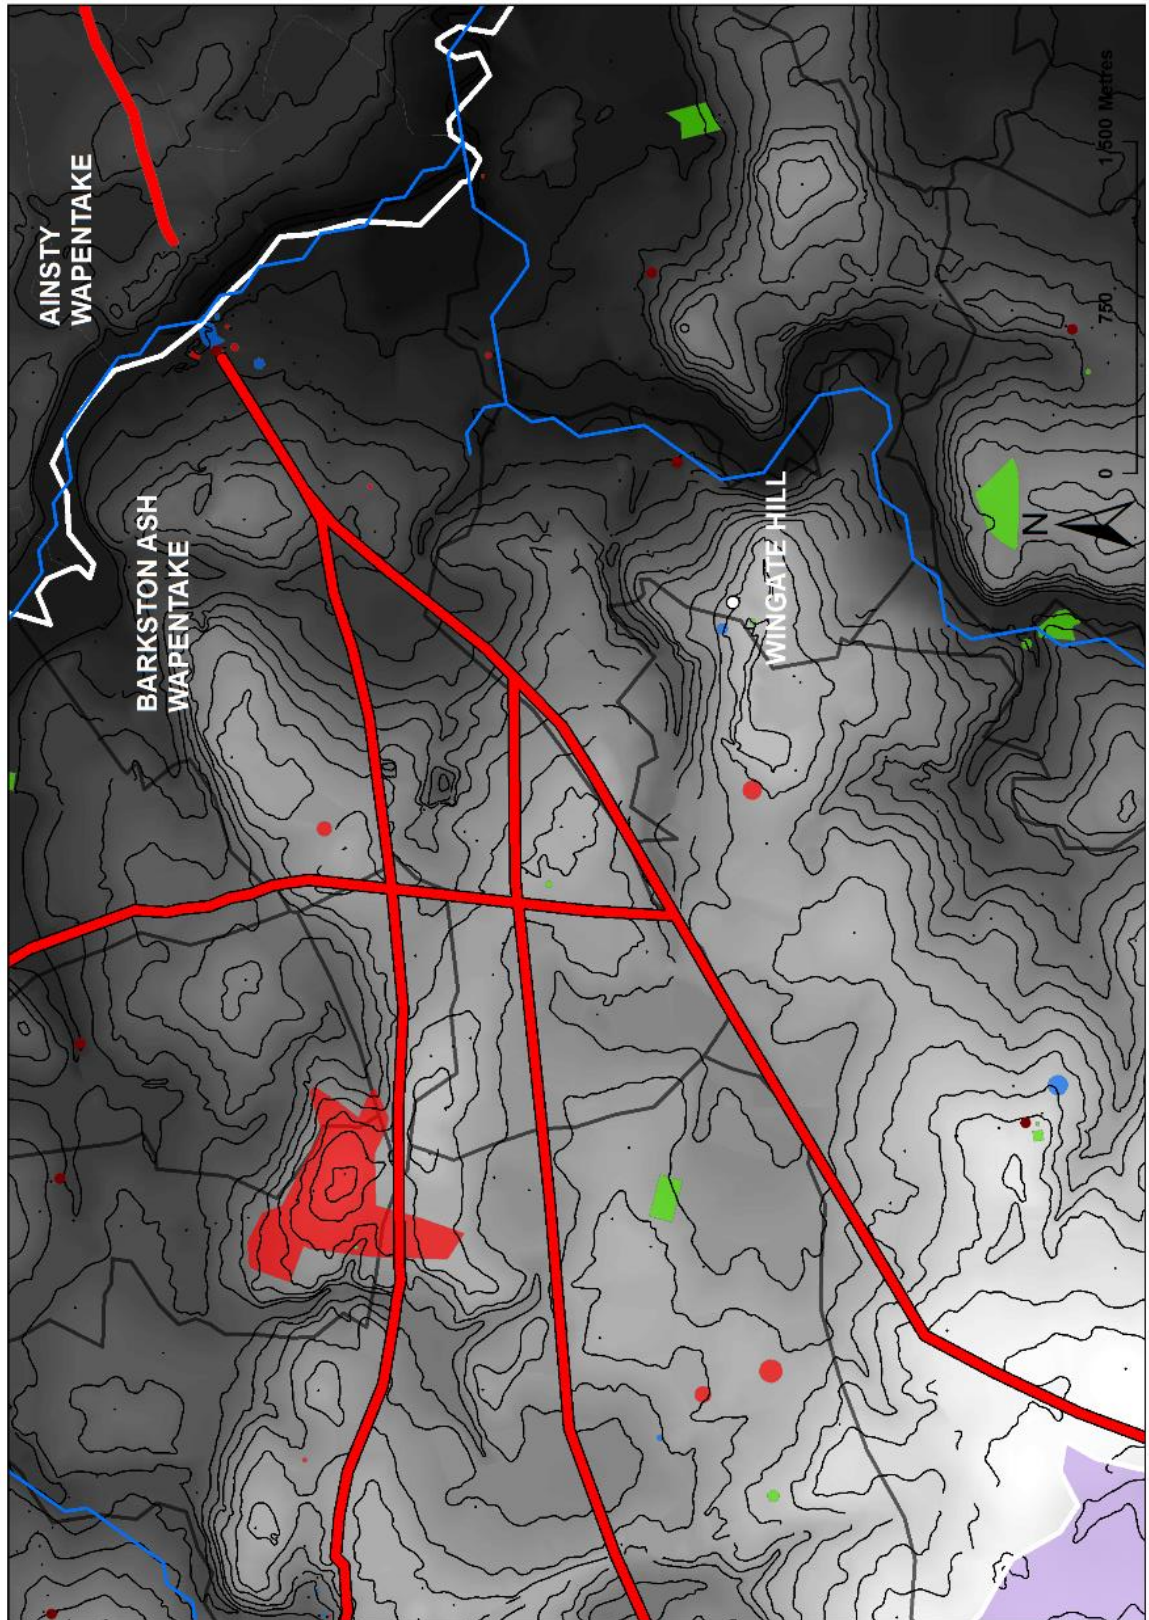 AINSTY
WAPENTAKE
BARKSTON ASH
WAPENTAKE
WINGATE HILL
N
0 750 1,500 Metres